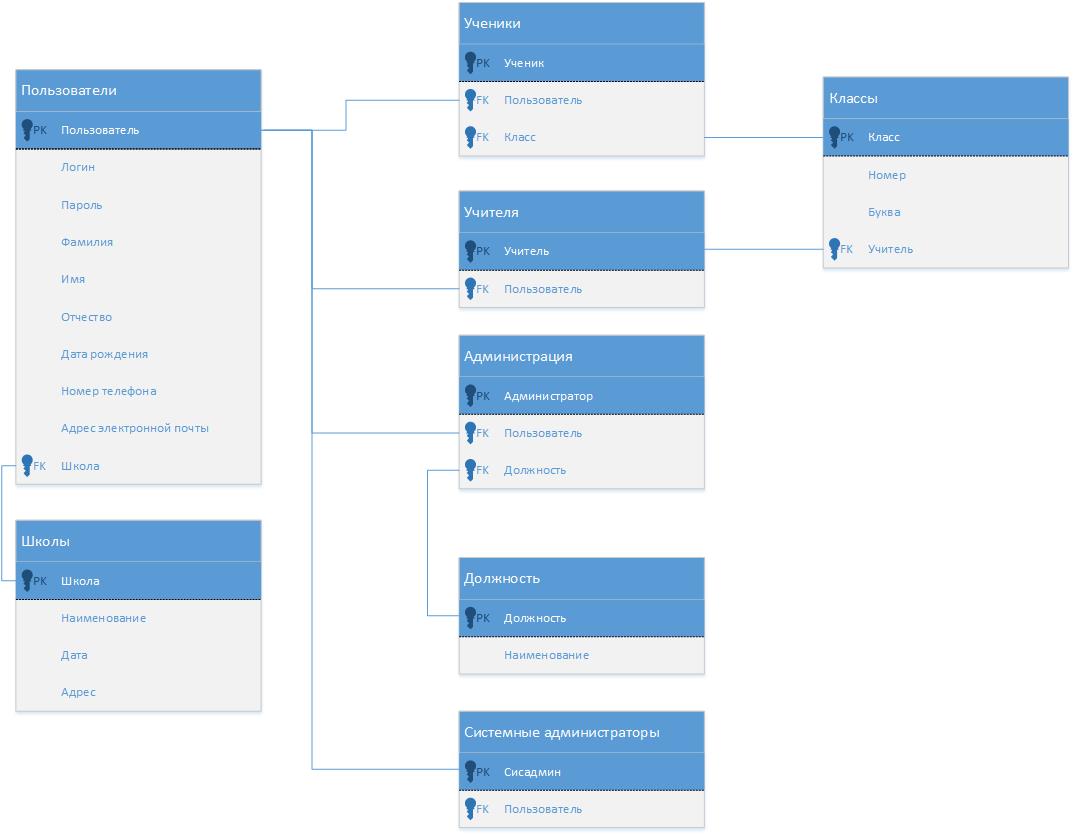 Пользователи
PK Пользователь
Логин
Пароль
Фамилия
Имя
Отчество
Дата рождения
Номер телефона
Адрес электронной почты
FK Школа
Школы
PK Школа
Наименование
Дата
Адрес
Ученики
PK Ученик
FK Пользователь
FK Класс
Учителя
PK Учитель
FK Пользователь
Администрация
PK Администратор
FK Пользователь
FK Должность
Должность
PK Должность
Наименование
Системные администраторы
PK Сисадмин
FK Пользователь
Классы
PK Класс
Номер
Буква
FK Учитель